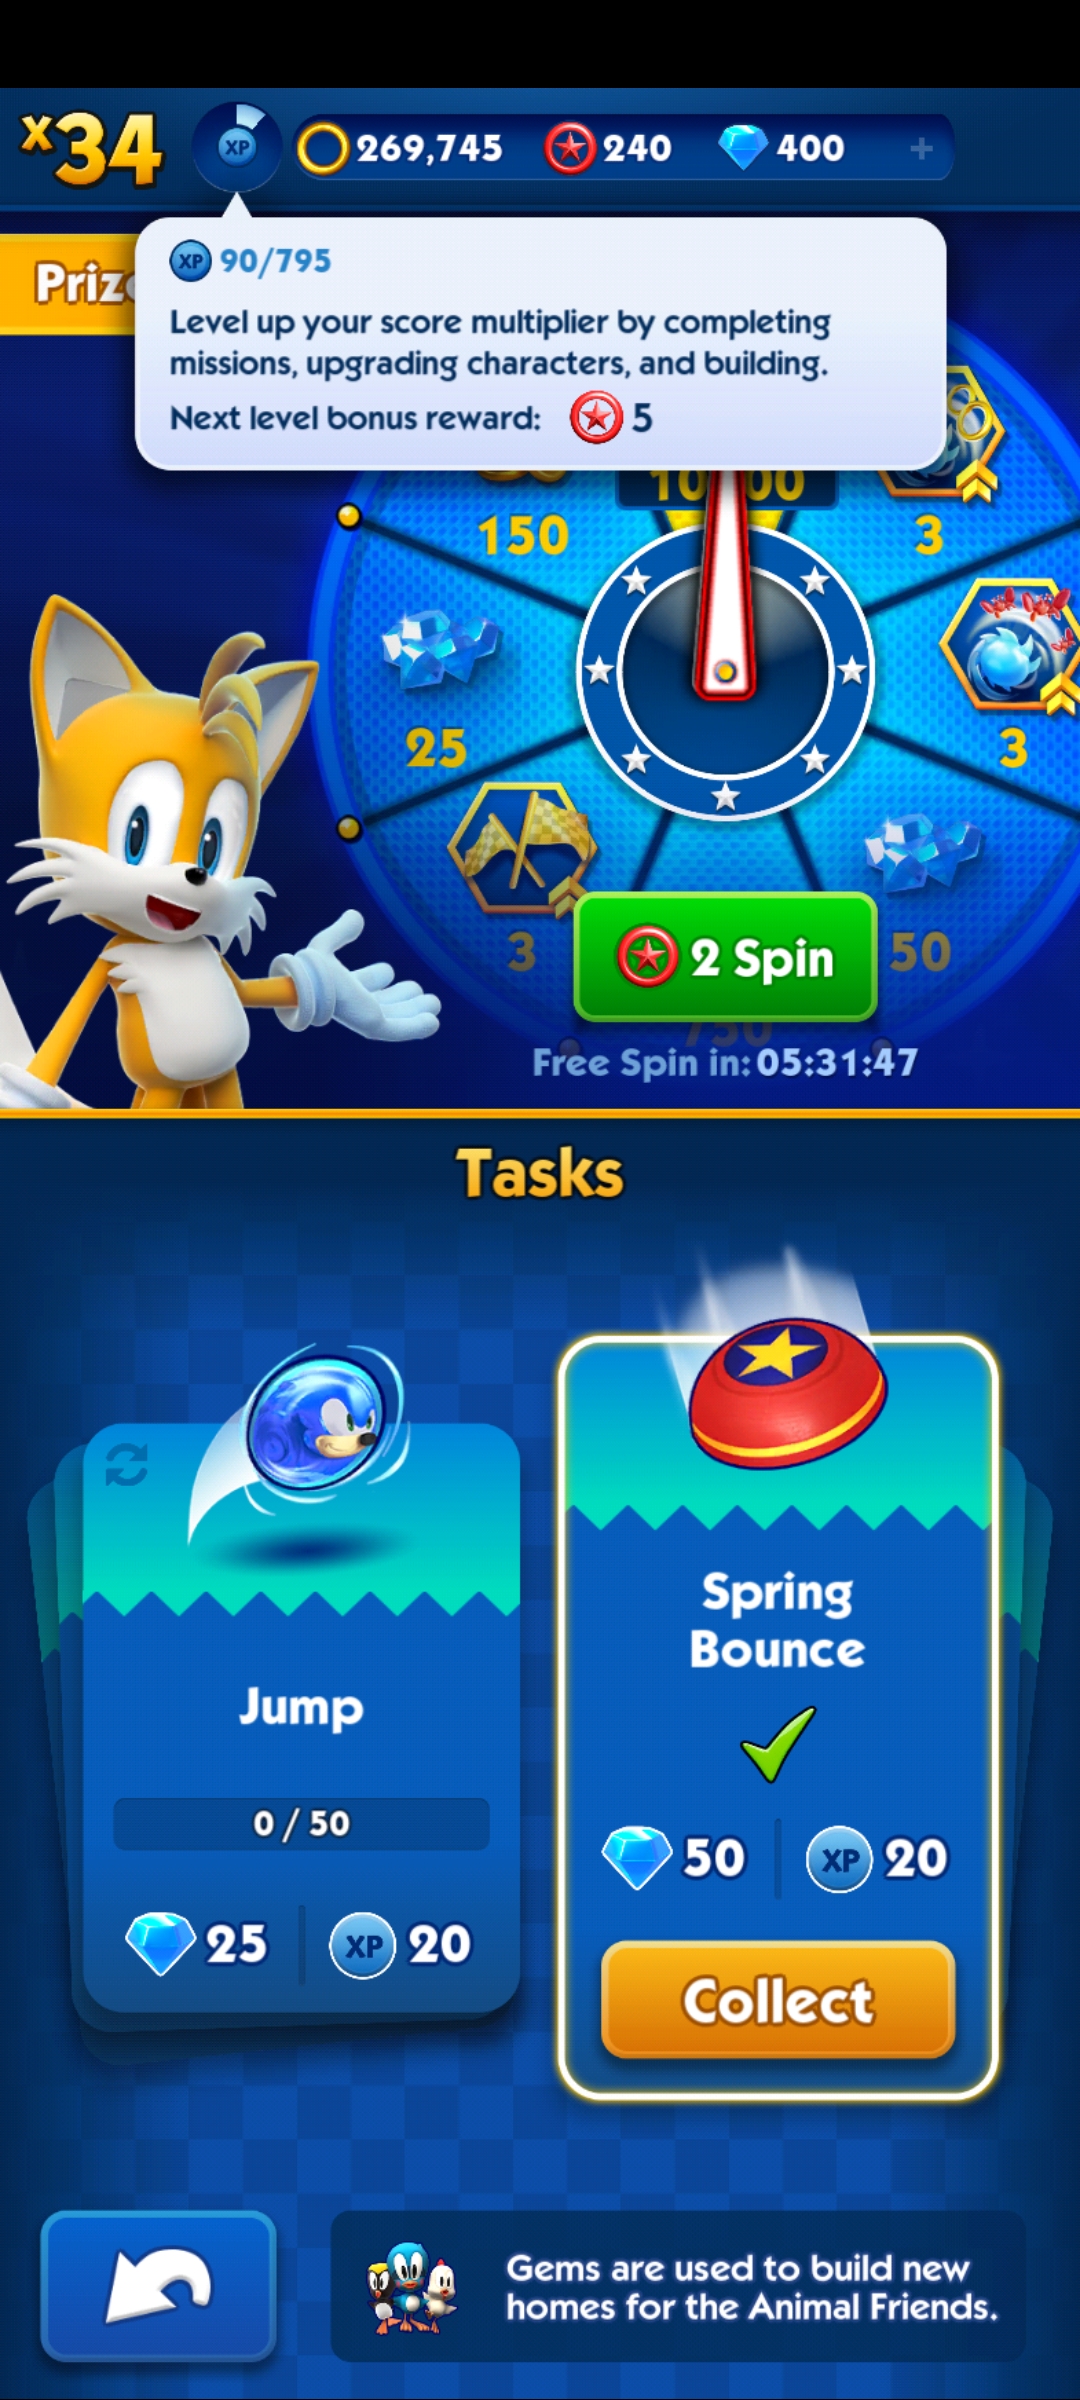 x34
XP
269,745
240
400
+
XP 90/795
Level up your score multiplier by completing
missions, upgrading characters, and building.
Next level bonus reward: 5
150
3
25
3
3
2 Spin
50
750
Free Spin in: 05:31:47
Tasks
Jump
0 / 50
25
XP 20
Spring
Bounce
50
XP 20
Collect
Gems are used to build new
homes for the Animal Friends.